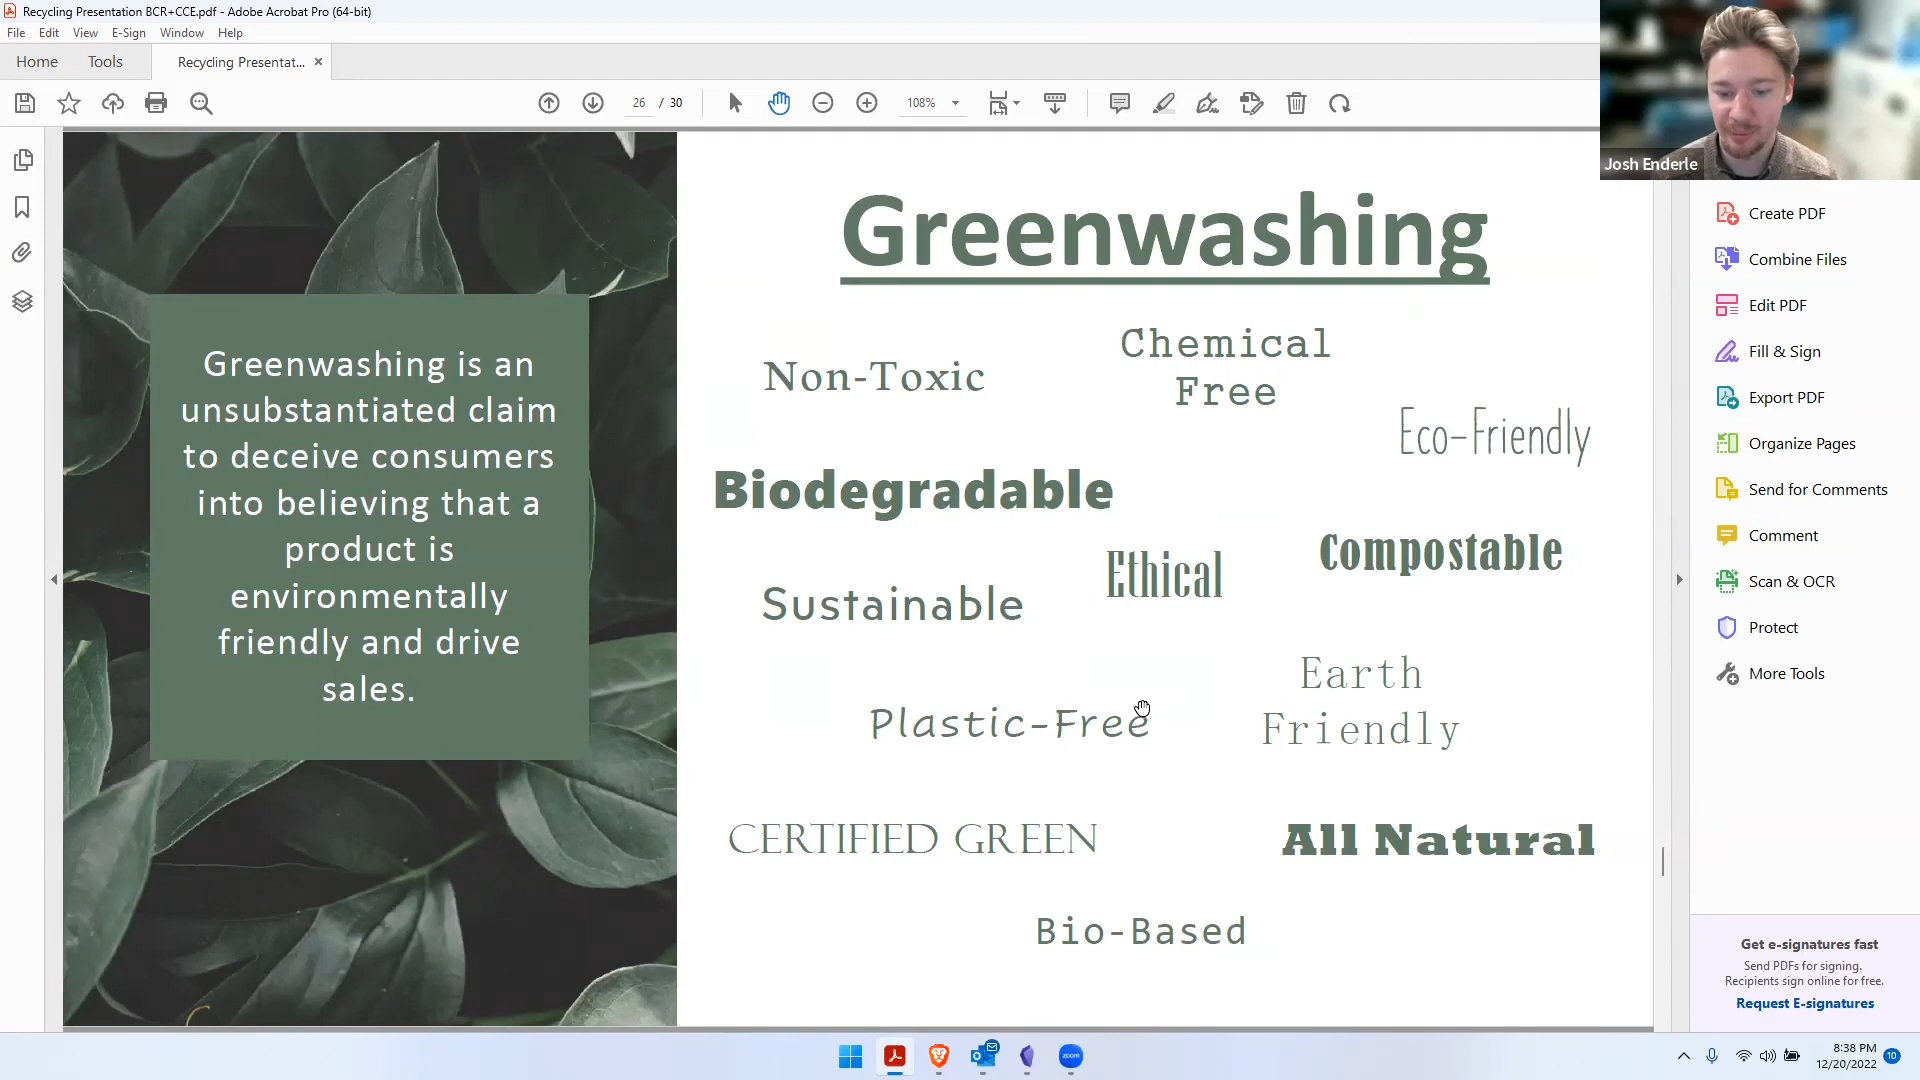 Recycling Presentation BCR+CCE.pdf - Adobe Acrobat Pro (64-bit)
File Edit View E-Sign Window Help
Home Tools Recycling Presentat... ×
26 / 30 108%
Josh Enderle
Greenwashing is an
unsubstantiated claim
to deceive consumers
into believing that a
product is
environmentally
friendly and drive
sales.
Greenwashing
Non-Toxic
Chemical
Free
Eco-Friendly
Biodegradable
Ethical
Compostable
Sustainable
Earth
Friendly
Plastic-Free
CERTIFIED GREEN
All Natural
Bio-Based
Create PDF
Combine Files
Edit PDF
Fill & Sign
Export PDF
Organize Pages
Send for Comments
Comment
Scan & OCR
Protect
More Tools
Get e-signatures fast
Send PDFs for signing.
Recipients sign online for free.
Request E-signatures
zoom
8:38 PM
12/20/2022
10